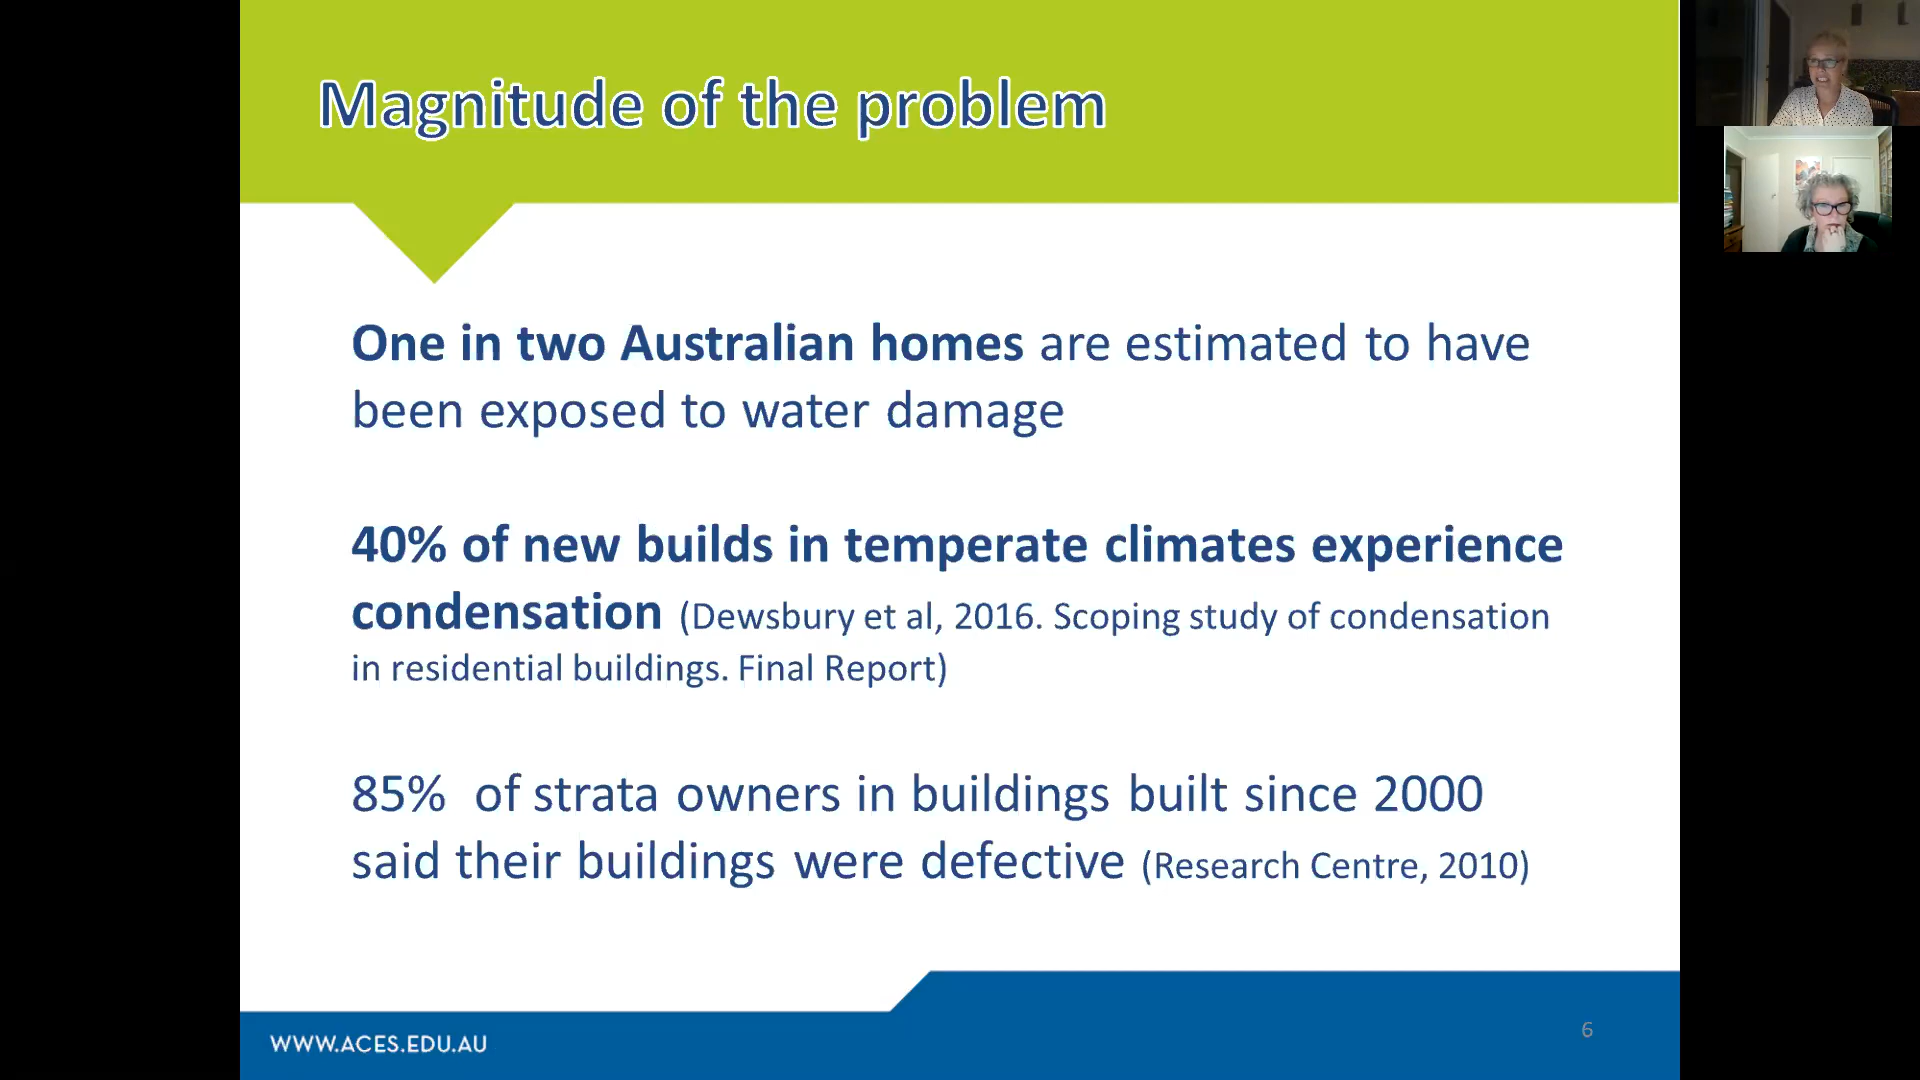 Magnitude of the problem
One in two Australian homes are estimated to have
been exposed to water damage
40% of new builds in temperate climates experience
condensation (Dewsbury et al, 2016. Scoping study of condensation
in residential buildings. Final Report)
85%  of strata owners in buildings built since 2000
said their buildings were defective (Research Centre, 2010)
WWW.ACES.EDU.AU
6